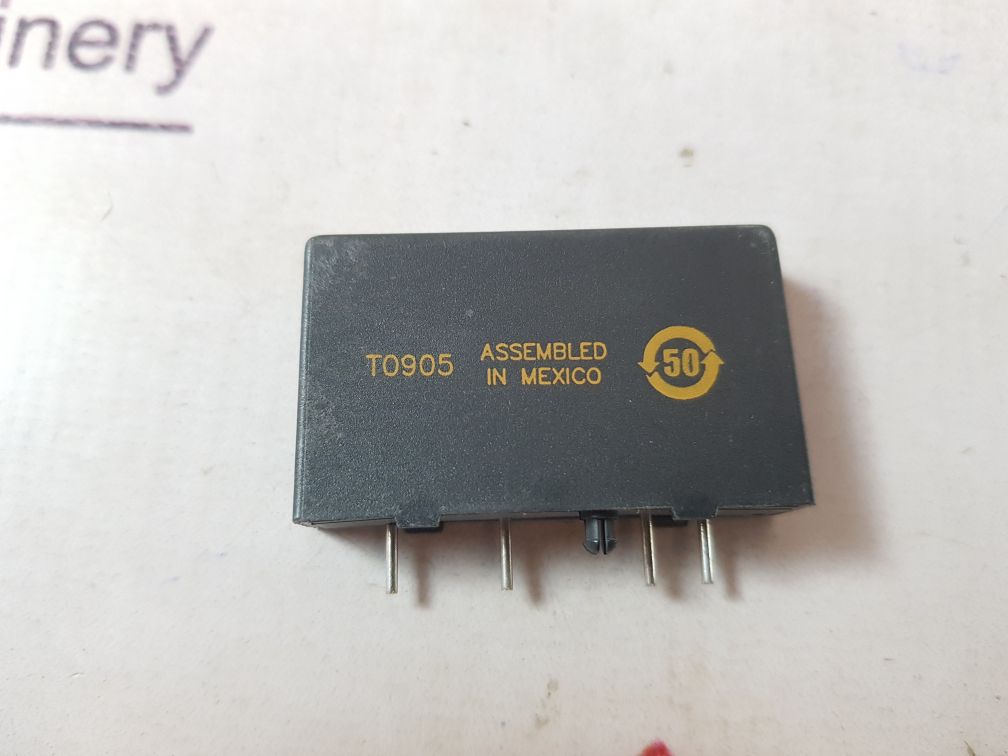 inery
T0905
ASSEMBLED
IN MEXICO
50